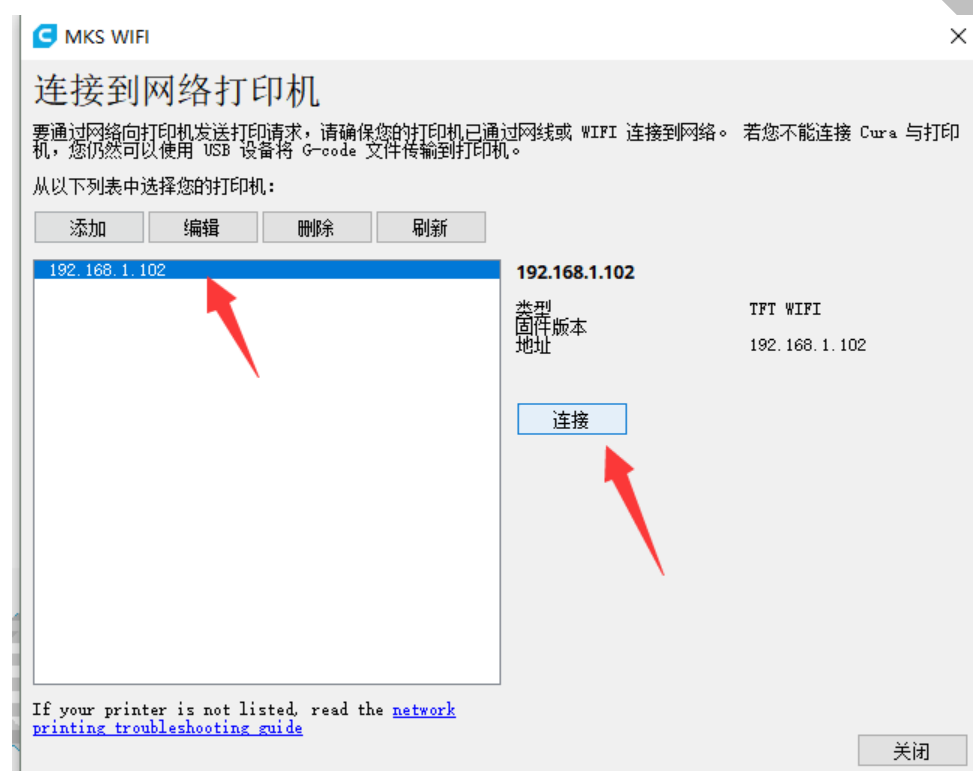 MKS WIFI
连接到网络打印机
要通过网络向打印机发送打印请求，请确保您的打印机已通过网线或 WIFI 连接到网络。 若您不能连接 Cura 与打印
机，您仍然可以使用 USB 设备将 G-code 文件传输到打印机。
从以下列表中选择您的打印机：
添加 编辑 删除 刷新
192.168.1.102
192.168.1.102
类型 TFT WIFI
固件版本
地址 192.168.1.102
连接
If your printer is not listed, read the network
printing troubleshooting guide
关闭